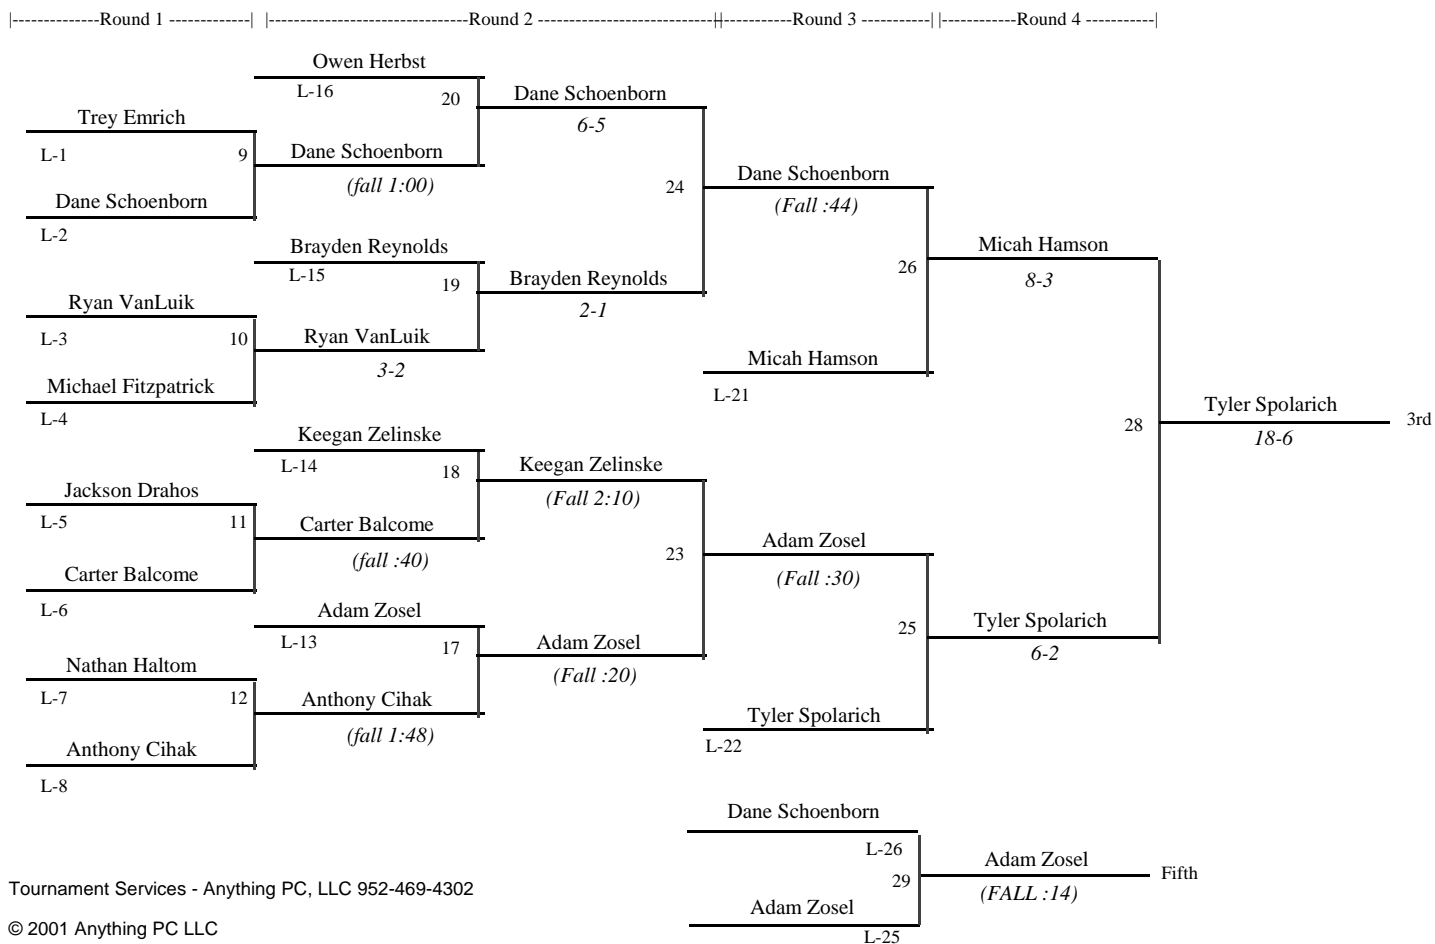 |--------------Round 1 -------------| |--------------------------------Round 2 -----------------------------||-----------Round 3 -----------| |------------Round 4 -----------|
Owen Herbst
L-16
20
Dane Schoenborn
6-5
Trey Emrich
L-1
9
Dane Schoenborn
(fall 1:00)
Dane Schoenborn
L-2
24
Dane Schoenborn
(Fall :44)
Brayden Reynolds
L-15
19
Brayden Reynolds
2-1
Ryan VanLuik
L-3
10
Ryan VanLuik
3-2
Michael Fitzpatrick
L-4
26
Micah Hamson
8-3
Micah Hamson
L-21
Keegan Zelinske
L-14
18
Keegan Zelinske
(Fall 2:10)
Jackson Drahos
L-5
11
Carter Balcome
(fall :40)
Carter Balcome
L-6
23
Adam Zosel
(Fall :30)
Adam Zosel
L-13
17
Adam Zosel
(Fall :20)
Nathan Haltom
L-7
12
Anthony Cihak
(fall 1:48)
Anthony Cihak
L-8
25
Tyler Spolarich
6-2
Tyler Spolarich
L-22
28
Tyler Spolarich
18-6
3rd
Dane Schoenborn
L-26
29
Adam Zosel
(FALL :14)
Fifth
Adam Zosel
L-25
Tournament Services - Anything PC, LLC 952-469-4302
© 2001 Anything PC LLC